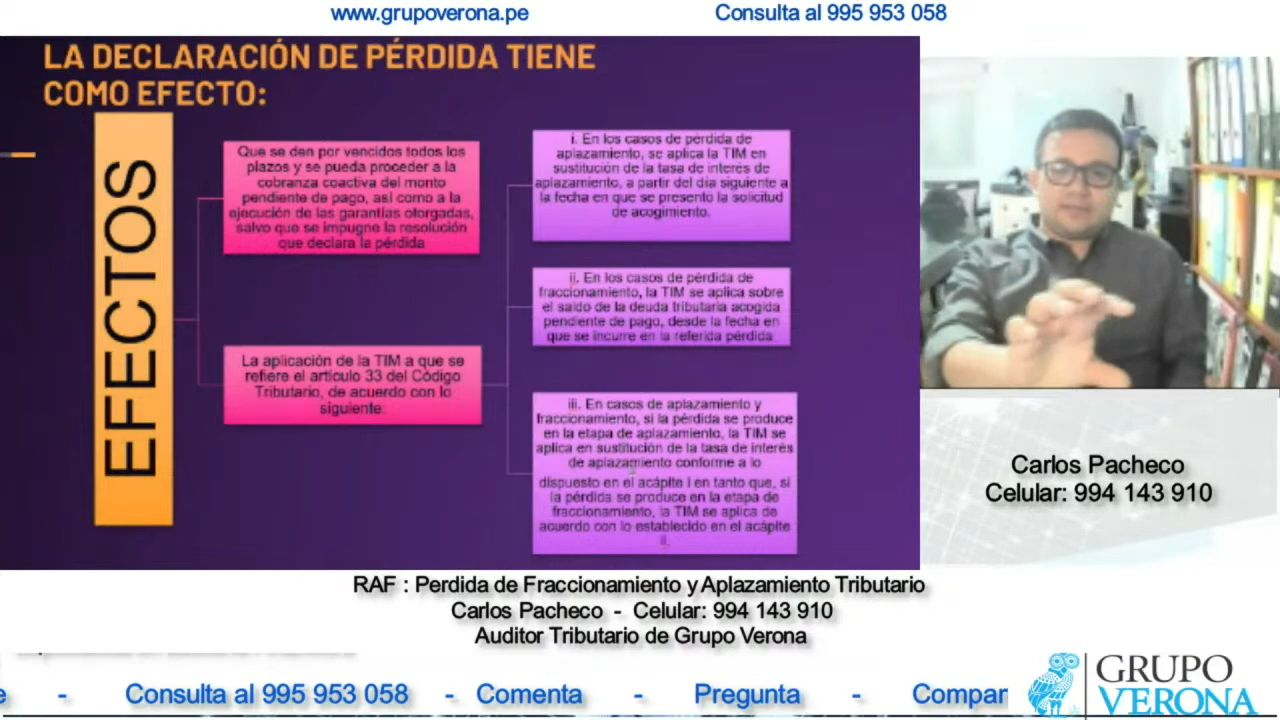 www.grupoverona.pe
Consulta al 995 953 058
LA DECLARACIÓN DE PÉRDIDA TIENE
COMO EFECTO:
EFECTOS
Que se den por vencidos todos los
plazos y se pueda proceder a la
cobranza coactiva del monto
pendiente de pago, así como a la
ejecución de las garantías otorgadas,
salvo que se impugne la resolución
que declara la pérdida
La aplicación de la TIM a que se
refiere el artículo 33 del Código
Tributario, de acuerdo con lo
siguiente:
i. En los casos de pérdida de
aplazamiento, se aplica la TIM en
sustitución de la tasa de interés de
aplazamiento, a partir del día siguiente a
la fecha en que se presentó la solicitud
de acogimiento.
ii. En los casos de pérdida de
fraccionamiento, la TIM se aplica sobre
el saldo de la deuda tributaria acogida
pendiente de pago, desde la fecha en
que se incurre en la referida pérdida
iii. En casos de aplazamiento y
fraccionamiento, si la pérdida se produce
en la etapa de aplazamiento, la TIM se
aplica en sustitución de la tasa de interés
de aplazamiento conforme a lo
dispuesto en el acápite i en tanto que, si
la pérdida se produce en la etapa de
fraccionamiento, la TIM se aplica de
acuerdo con lo establecido en el acápite
ii.
Carlos Pacheco
Celular: 994 143 910
RAF : Perdida de Fraccionamiento y Aplazamiento Tributario
Carlos Pacheco - Celular: 994 143 910
Auditor Tributario de Grupo Verona
e - Consulta al 995 953 058 - Comenta - Pregunta - Compar
GRUPO
VERONA